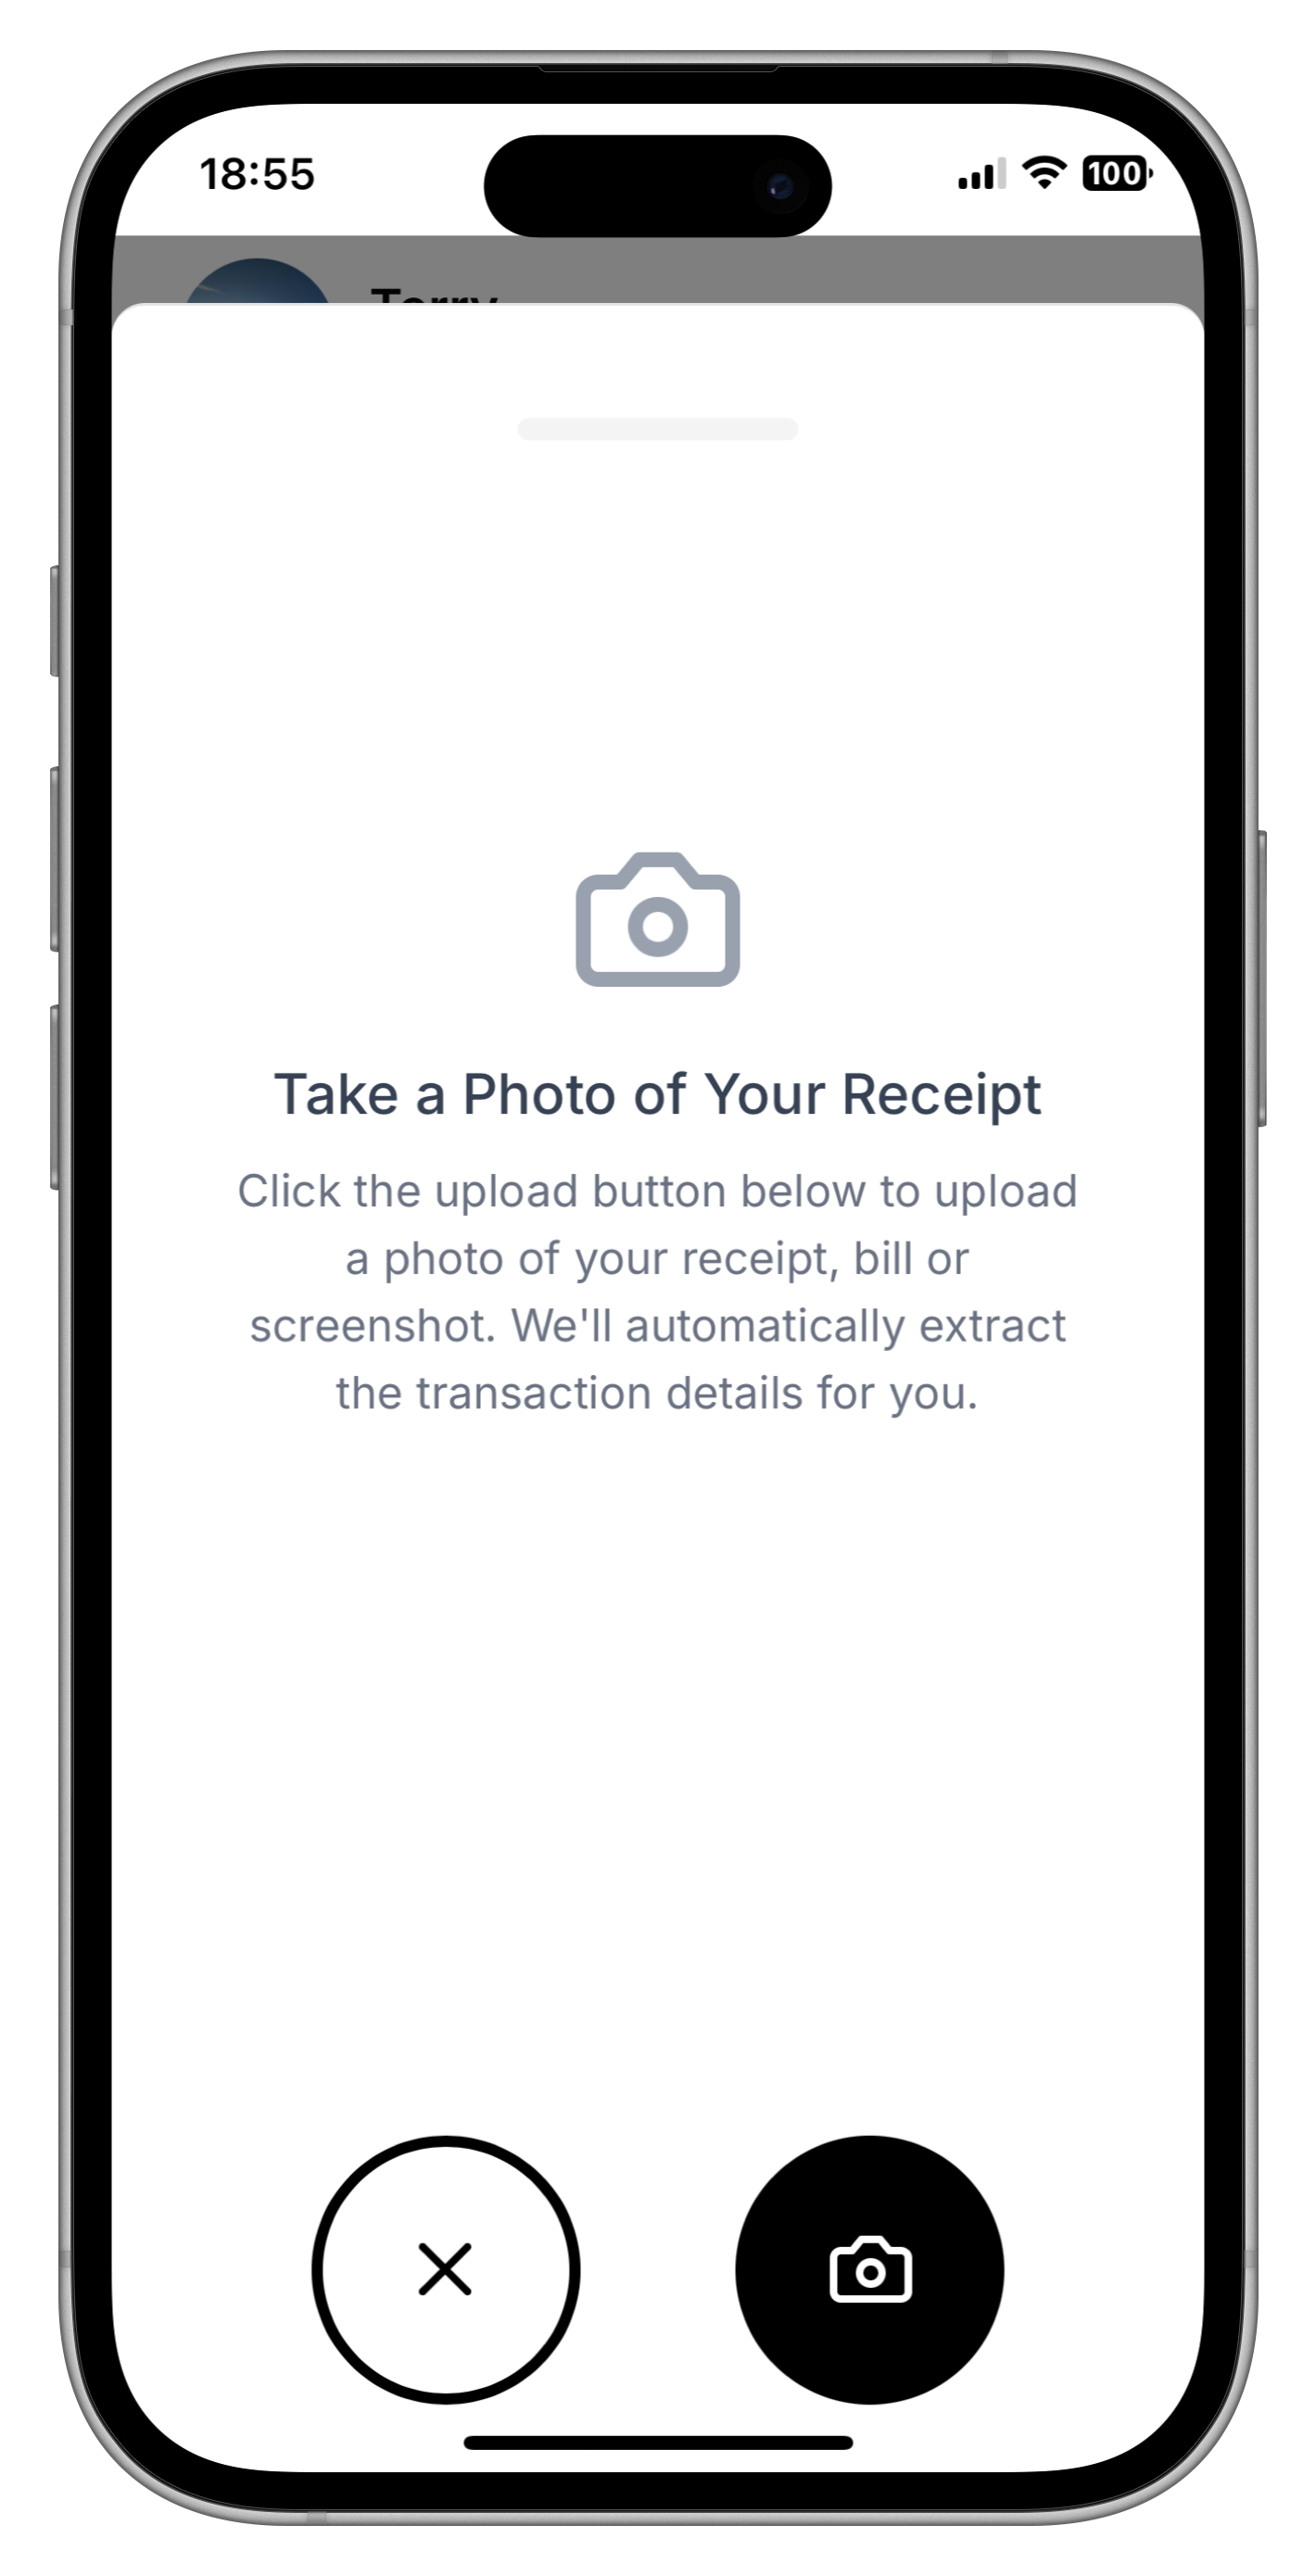 18:55
100
Terry
Take a Photo of Your Receipt
Click the upload button below to upload
a photo of your receipt, bill or
screenshot. We'll automatically extract
the transaction details for you.